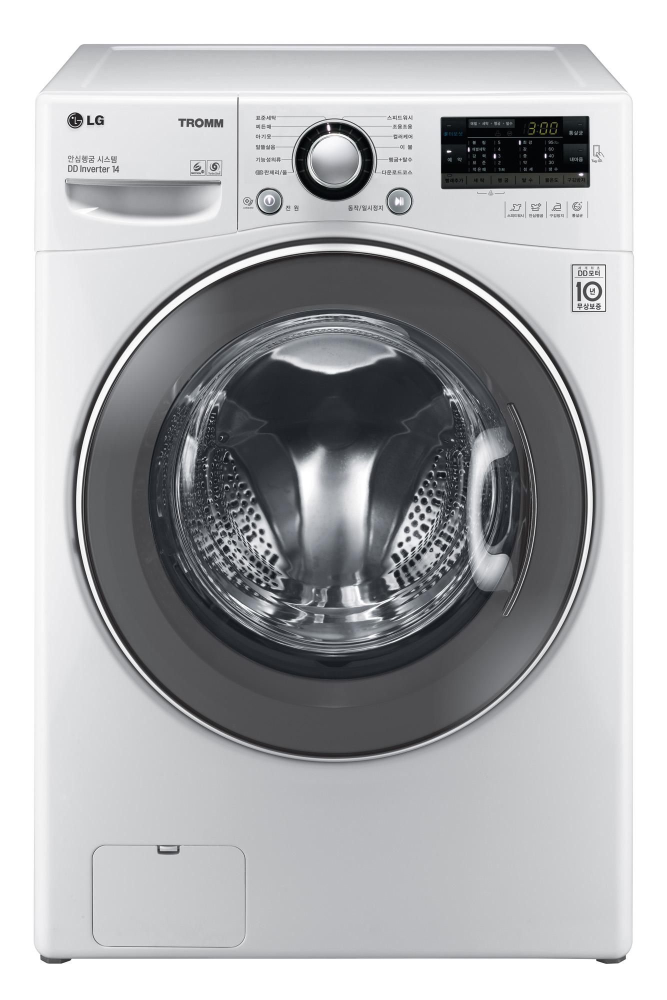 LG
TROMM
안심헹굼 시스템
DD Inverter 14
MOTION
Turbo Shot
표준세탁
찌든때
아기옷
알뜰삶음
기능성의류
란제리/울
스피드워시
조용조용
컬러케어
이 불
헹굼+탈수
다운로드코스
스마트진단
전 원
동작/일시정지
애벌 세탁 헹굼 탈수
3:00
터보샷
통살균
불 림 5 최 강 95(℃)
애벌세탁 4 강 60
예 약
강 력 3 중 40
내마음
표 준 2 약 30
적은때 1(회) 섬 세 냉 수
빨래추가 세 탁 헹 굼 탈 수 물온도 구김방지
Tag On
스피드워시 안심헹굼 구김방지 통살균
세 계 최 초
DD모터
10년
무상보증